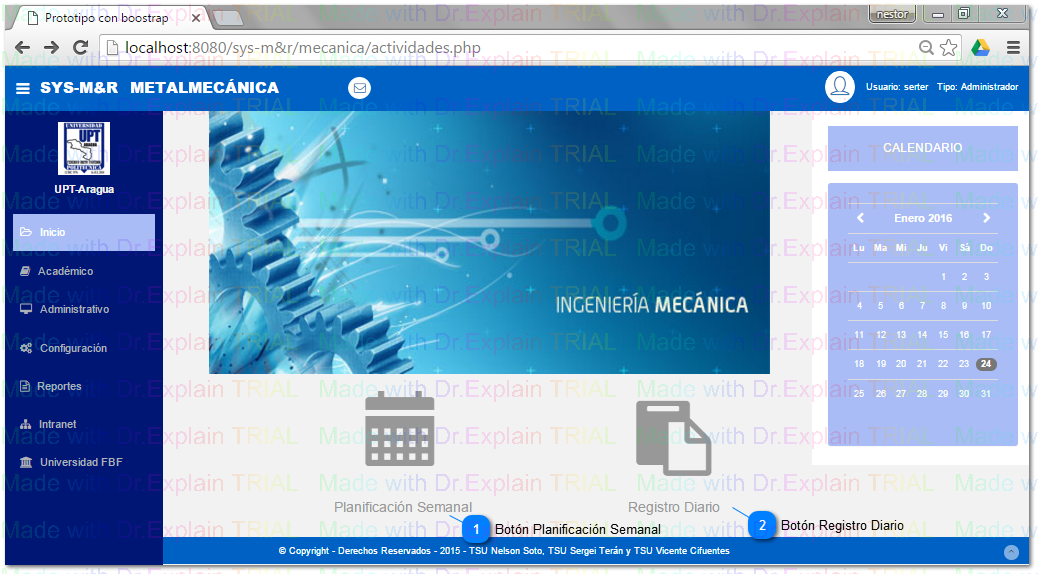 Prototipo con boostrap
nestor
localhost:8080/sys-m&r/mecanica/actividades.php
SYS-M&R METALMECÁNICA
Usuario: serter Tipo: Administrador
UNIVERSIDAD
UPT
ARAGUA
POLITECNICA
UPT-Aragua
Inicio
Académico
Administrativo
Configuración
Reportes
Intranet
Universidad FBF
INGENIERÍA MECÁNICA
CALENDARIO
Enero 2016
Lu Ma Mi Ju Vi Sá Do
1 2 3
4 5 6 7 8 9 10
11 12 13 14 15 16 17
18 19 20 21 22 23 24
25 26 27 28 29 30 31
Planificación Semanal
Registro Diario
1 Botón Planificación Semanal
2 Botón Registro Diario
© Copyright - Derechos Reservados - 2015 - TSU Nelson Soto, TSU Sergei Terán y TSU Vicente Cifuentes
Made with Dr.Explain TRIAL